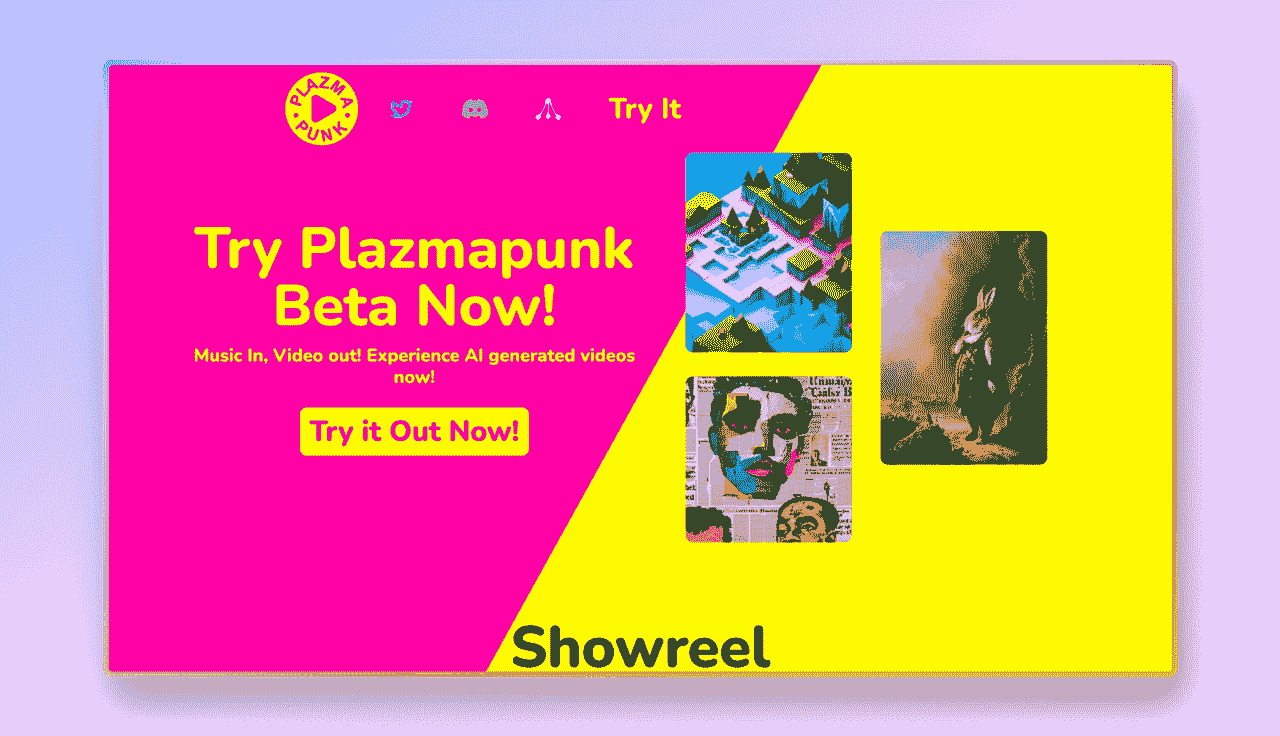 PLAZMA
PUNK
Try It
Try Plazmapunk
Beta Now!
Music In, Video out! Experience AI generated videos
now!
Try it Out Now!
Showreel